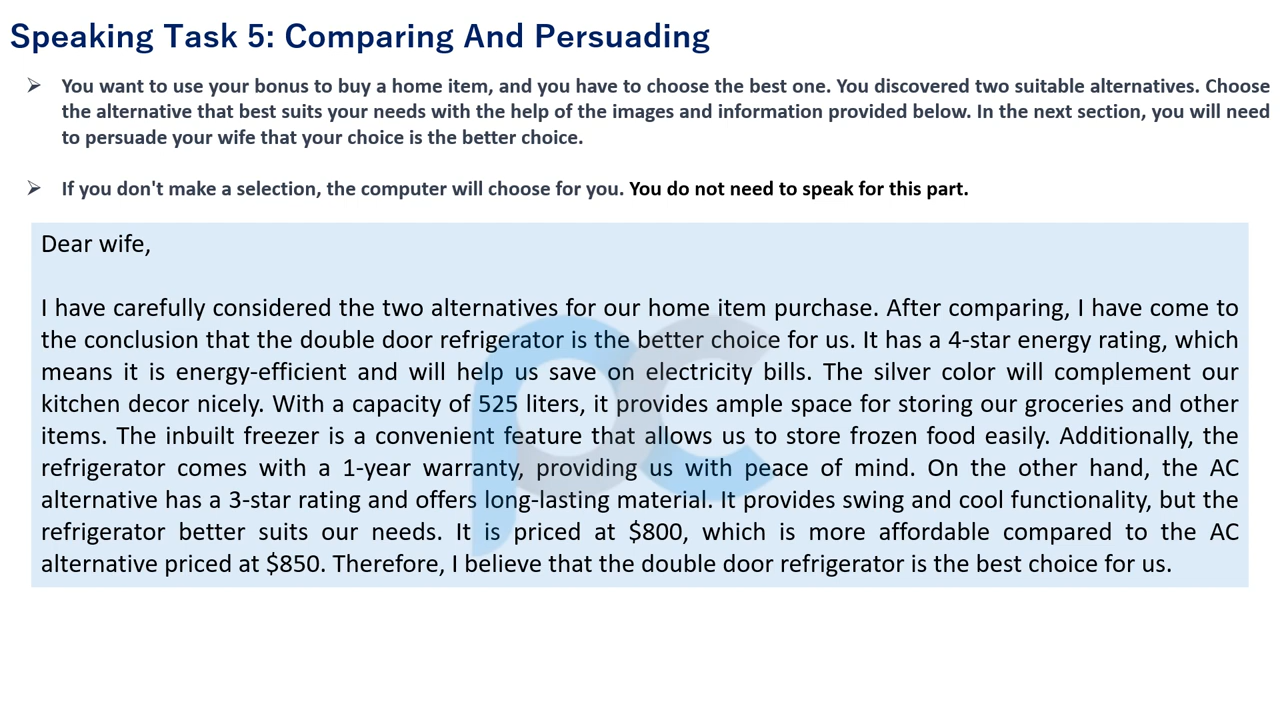 Speaking Task 5: Comparing And Persuading
You want to use your bonus to buy a home item, and you have to choose the best one. You discovered two suitable alternatives. Choose
the alternative that best suits your needs with the help of the images and information provided below. In the next section, you will need
to persuade your wife that your choice is the better choice.
If you don't make a selection, the computer will choose for you. You do not need to speak for this part.
Dear wife,
I have carefully considered the two alternatives for our home item purchase. After comparing, I have come to
the conclusion that the double door refrigerator is the better choice for us. It has a 4-star energy rating, which
means it is energy-efficient and will help us save on electricity bills. The silver color will complement our
kitchen decor nicely. With a capacity of 525 liters, it provides ample space for storing our groceries and other
items. The inbuilt freezer is a convenient feature that allows us to store frozen food easily. Additionally, the
refrigerator comes with a 1-year warranty, providing us with peace of mind. On the other hand, the AC
alternative has a 3-star rating and offers long-lasting material. It provides swing and cool functionality, but the
refrigerator better suits our needs. It is priced at $800, which is more affordable compared to the AC
alternative priced at $850. Therefore, I believe that the double door refrigerator is the best choice for us.
pc